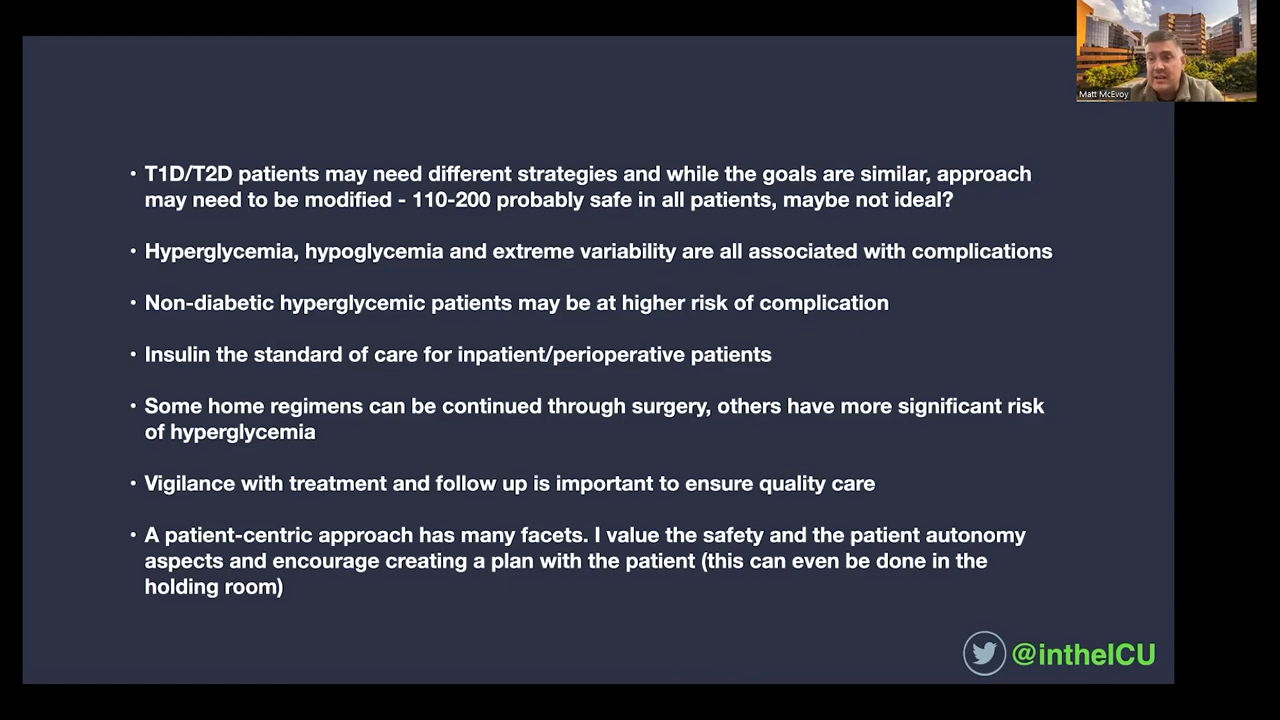 Matt McEvoy
• T1D/T2D patients may need different strategies and while the goals are similar, approach
may need to be modified - 110-200 probably safe in all patients, maybe not ideal?
• Hyperglycemia, hypoglycemia and extreme variability are all associated with complications
• Non-diabetic hyperglycemic patients may be at higher risk of complication
• Insulin the standard of care for inpatient/perioperative patients
• Some home regimens can be continued through surgery, others have more significant risk
of hyperglycemia
• Vigilance with treatment and follow up is important to ensure quality care
• A patient-centric approach has many facets. I value the safety and the patient autonomy
aspects and encourage creating a plan with the patient (this can even be done in the
holding room)
@intheICU